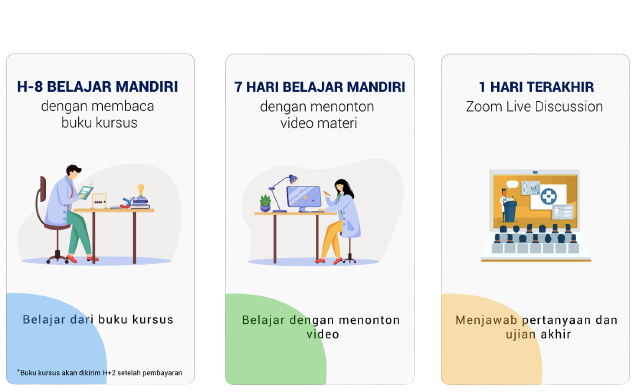 H-8 BELAJAR MANDIRI
dengan membaca
buku kursus
Belajar dari buku kursus
*Buku kursus akan dikirim H+2 setelah pembayaran
7 HARI BELAJAR MANDIRI
dengan menonton
video materi
Belajar dengan menonton
video
1 HARI TERAKHIR
Zoom Live Discussion
Menjawab pertanyaan dan
ujian akhir